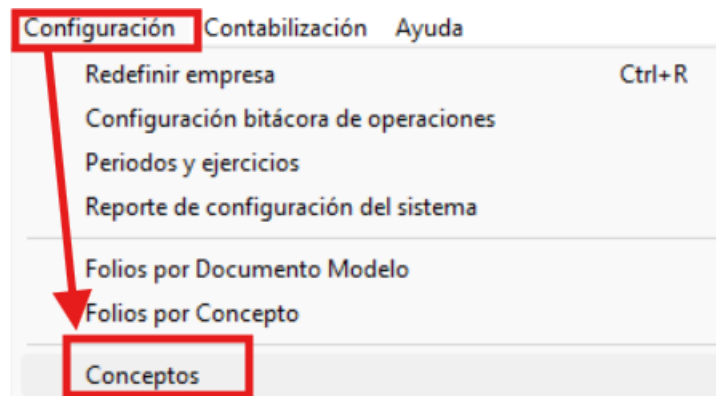 Configuración Contabilización Ayuda
Redefinir empresa Ctrl+R
Configuración bitácora de operaciones
Periodos y ejercicios
Reporte de configuración del sistema
Folios por Documento Modelo
Folios por Concepto
Conceptos